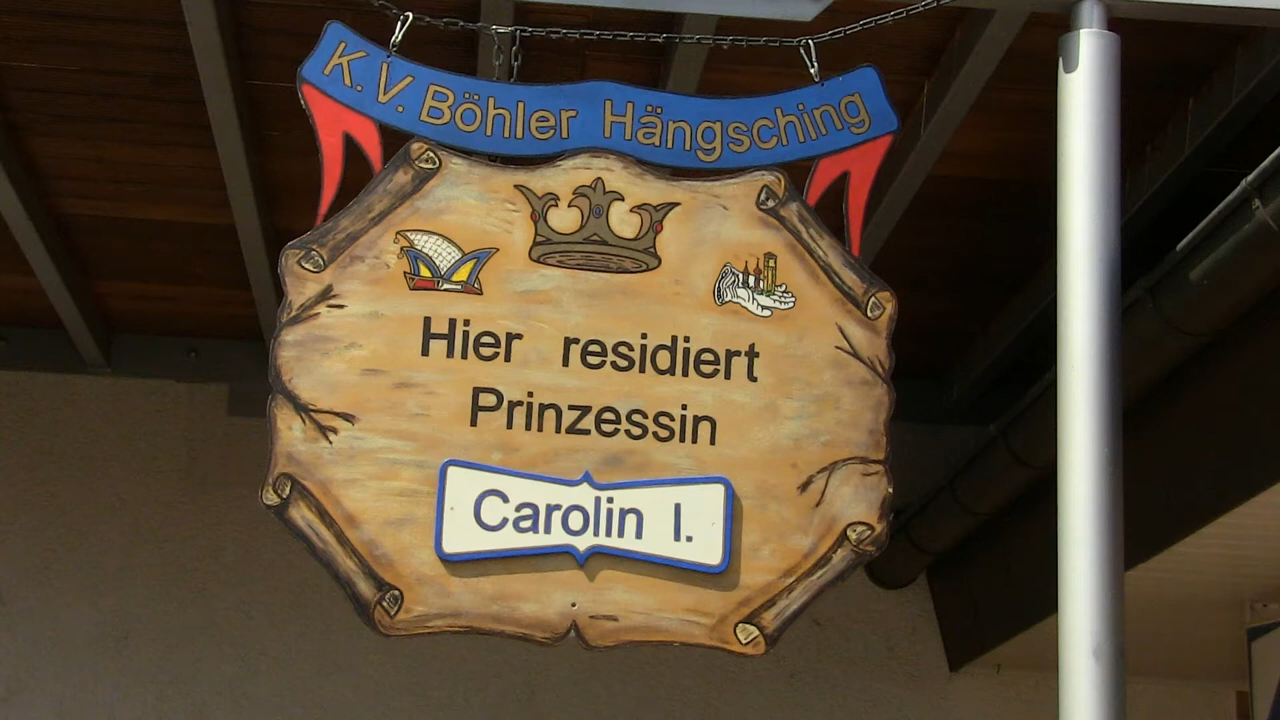 K. V. Böhler Hängsching
Hier residiert
Prinzessin
Carolin I.